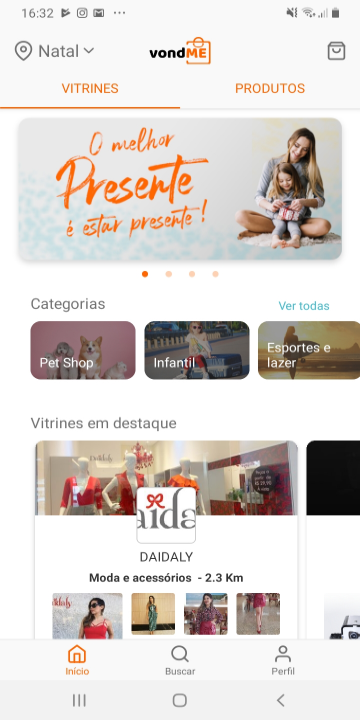 16:32
Natal
vondME
VITRINES
PRODUTOS
O melhor
Presente
é estar presente!
Categorias
Ver todas
Pet Shop
Infantil
Esportes e
lazer
Vitrines em destaque
DAIDALY
Moda e acessórios - 2.3 Km
Daidaly
Início
Buscar
Perfil